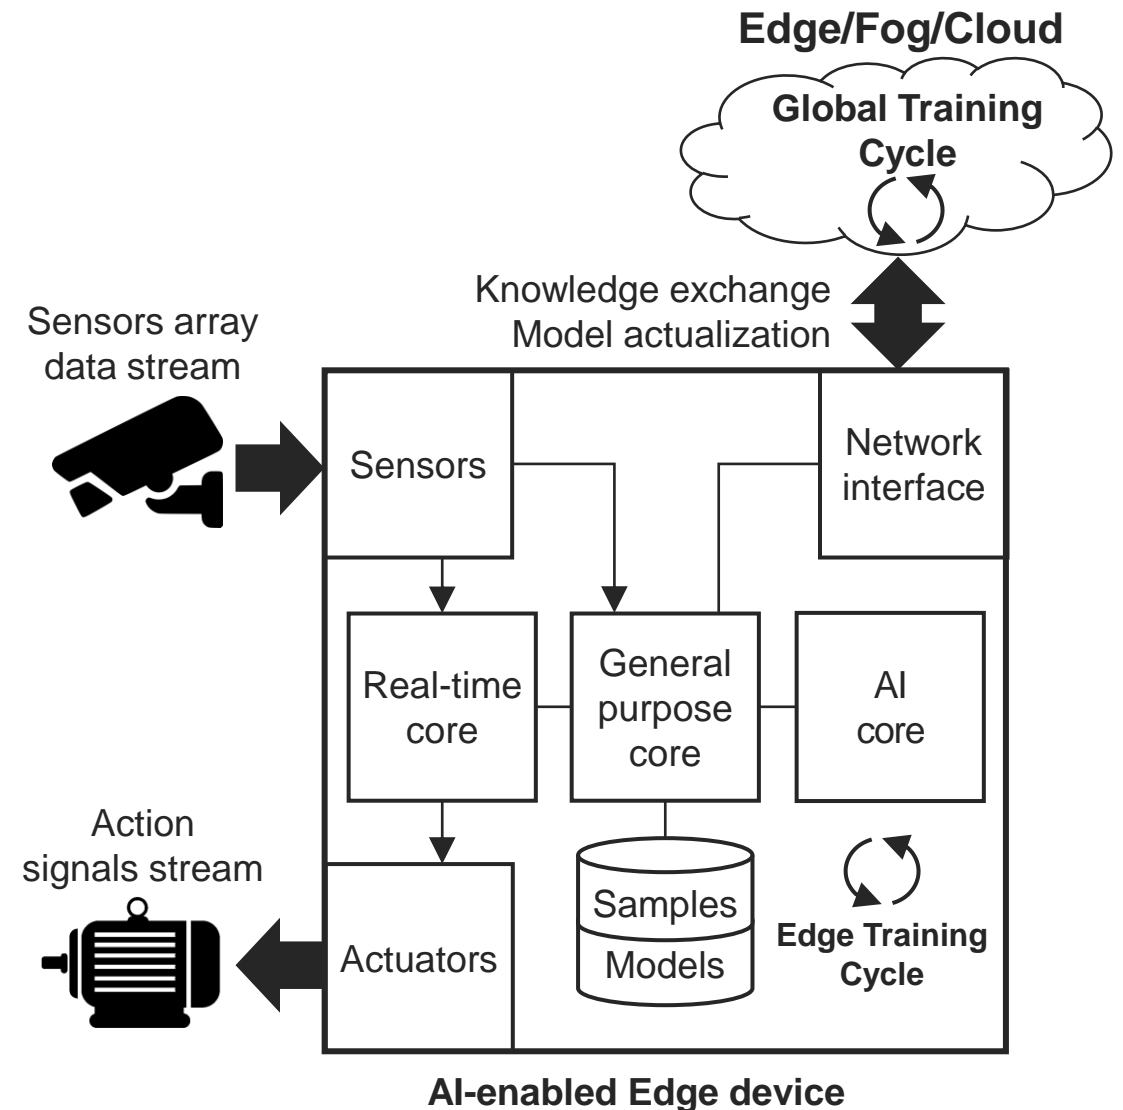 Edge/Fog/Cloud
Global Training
Cycle
Knowledge exchange
Model actualization
Sensors array
data stream
Sensors
Network
interface
Real-time
core
General
purpose
core
AI
core
Action
signals stream
Actuators
Samples
Models
Edge Training
Cycle
AI-enabled Edge device